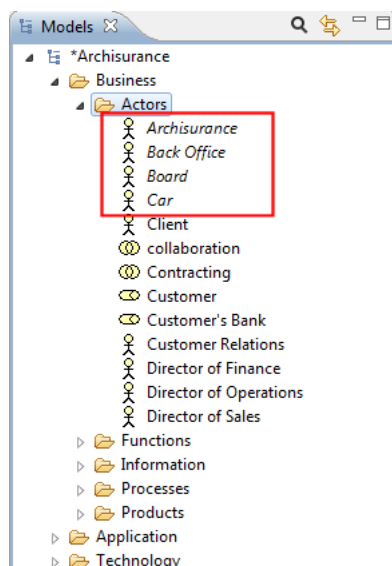 Models
*Archisurance
Business
Actors
Archisurance
Back Office
Board
Car
Client
collaboration
Contracting
Customer
Customer's Bank
Customer Relations
Director of Finance
Director of Operations
Director of Sales
Functions
Information
Processes
Products
Application
Technology